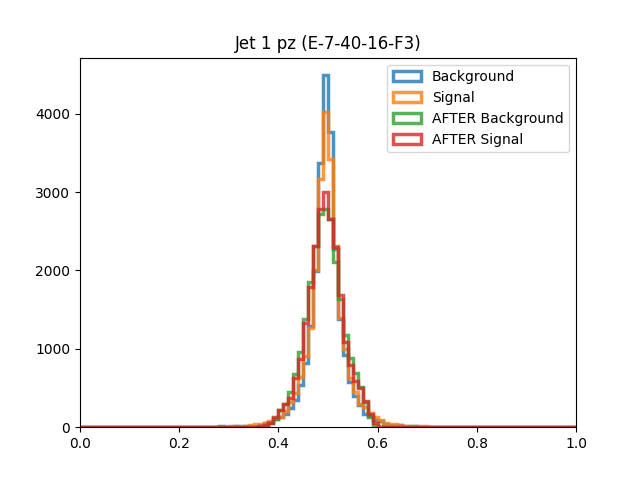 Jet 1 pz (E-7-40-16-F3)
Background
Signal
AFTER Background
AFTER Signal
4000
3000
2000
1000
0
0.0 0.2 0.4 0.6 0.8 1.0